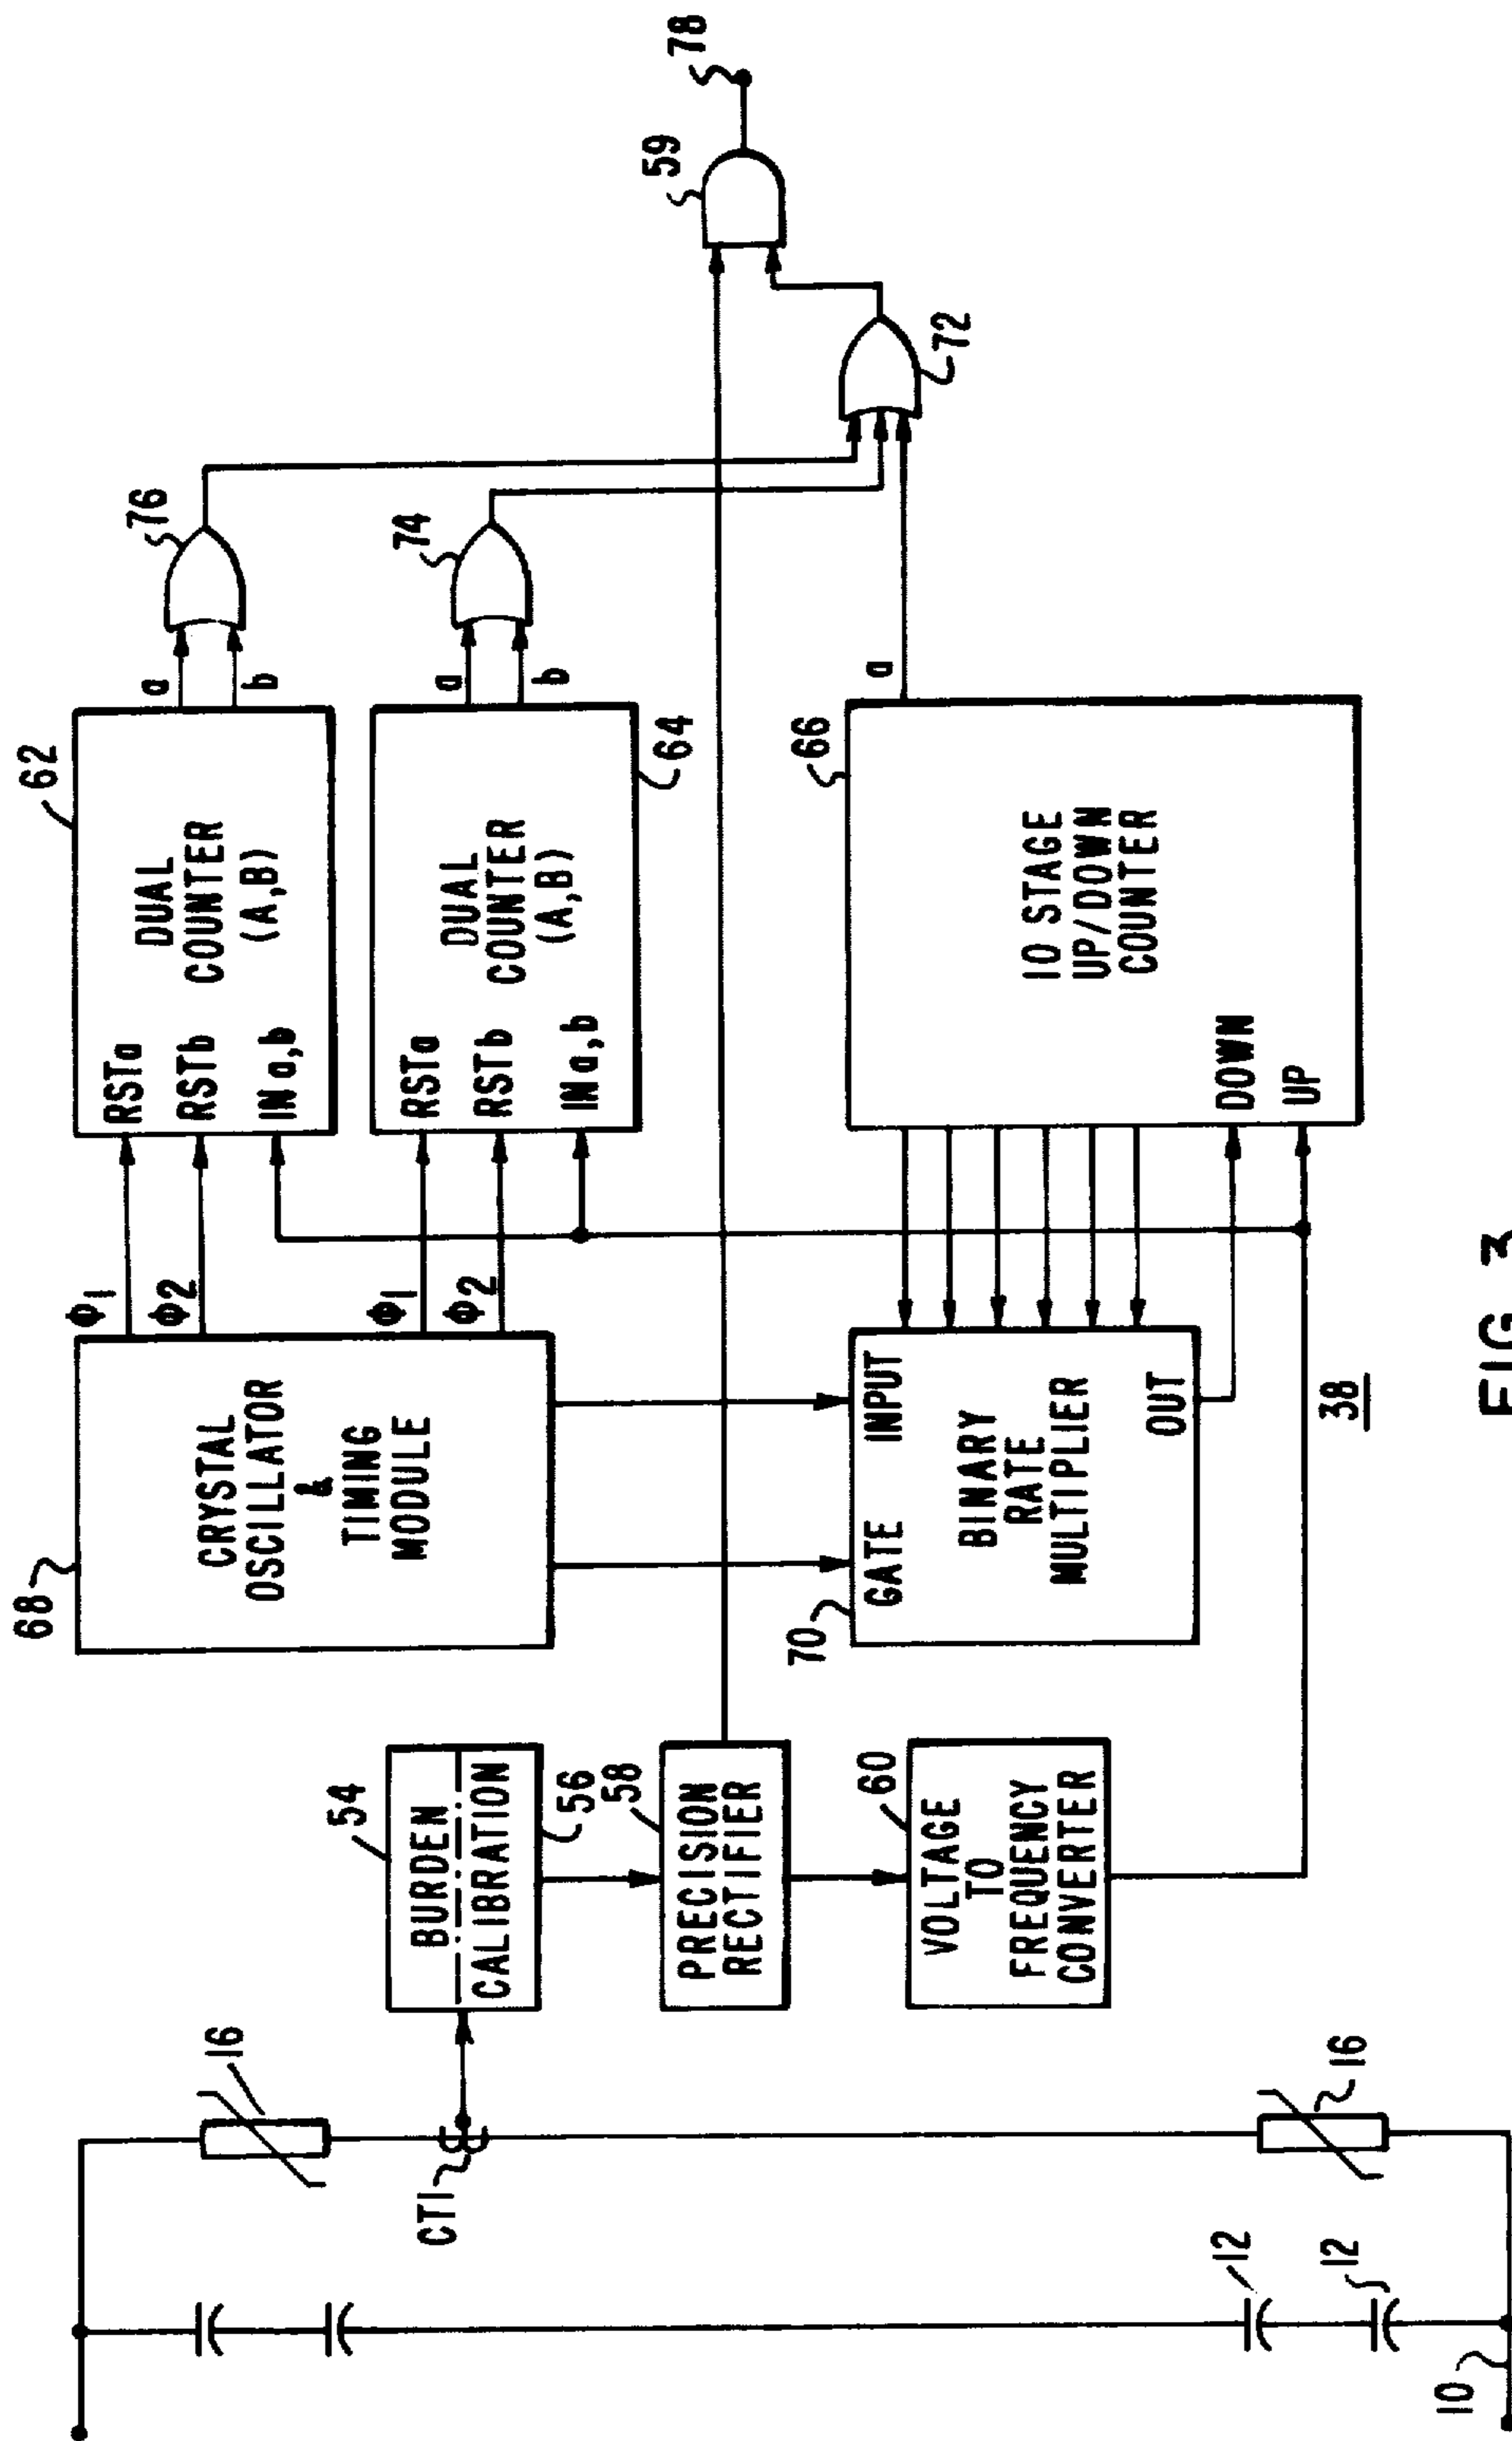 68
CRYSTAL
OSCILLATOR
&
TIMING
MODULE
Φ1
Φ2
Φ1
Φ2
62
RSTa
RSTb
INa,b
DUAL
COUNTER
(A,B)
a
b
76
64
RSTa
RSTb
INa,b
DUAL
COUNTER
(A,B)
a
b
74
16
CT1
54
BURDEN
CALIBRATION
56
58
PRECISION
RECTIFIER
59
78
72
60
VOLTAGE
TO
FREQUENCY
CONVERTER
70
GATE
INPUT
BINARY
RATE
MULTIPLIER
OUT
66
10 STAGE
UP/DOWN
COUNTER
DOWN
UP
a
12
12
16
10
38
FIG. 3